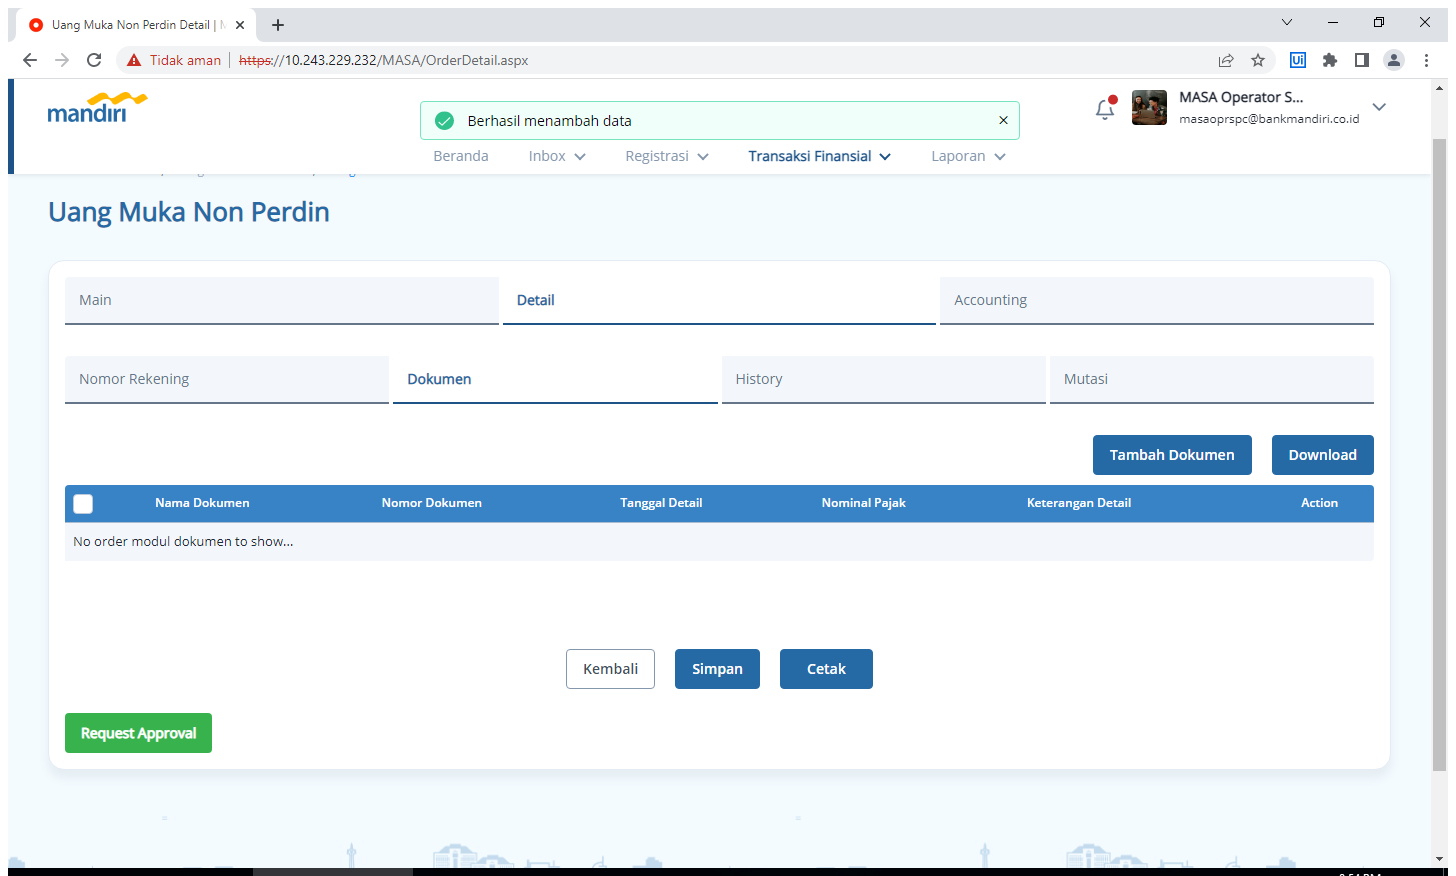 Uang Muka Non Perdin Detail |
Tidak aman https://10.243.229.232/MASA/OrderDetail.aspx
Ui
mandiri
Berhasil menambah data
MASA Operator S...
masaoprspc@bankmandiri.co.id
Beranda Inbox Registrasi Transaksi Finansial Laporan
Uang Muka Non Perdin
Main Detail Accounting
Nomor Rekening Dokumen History Mutasi
Tambah Dokumen Download
Nama Dokumen Nomor Dokumen Tanggal Detail Nominal Pajak Keterangan Detail Action
No order modul dokumen to show...
Kembali Simpan Cetak
Request Approval